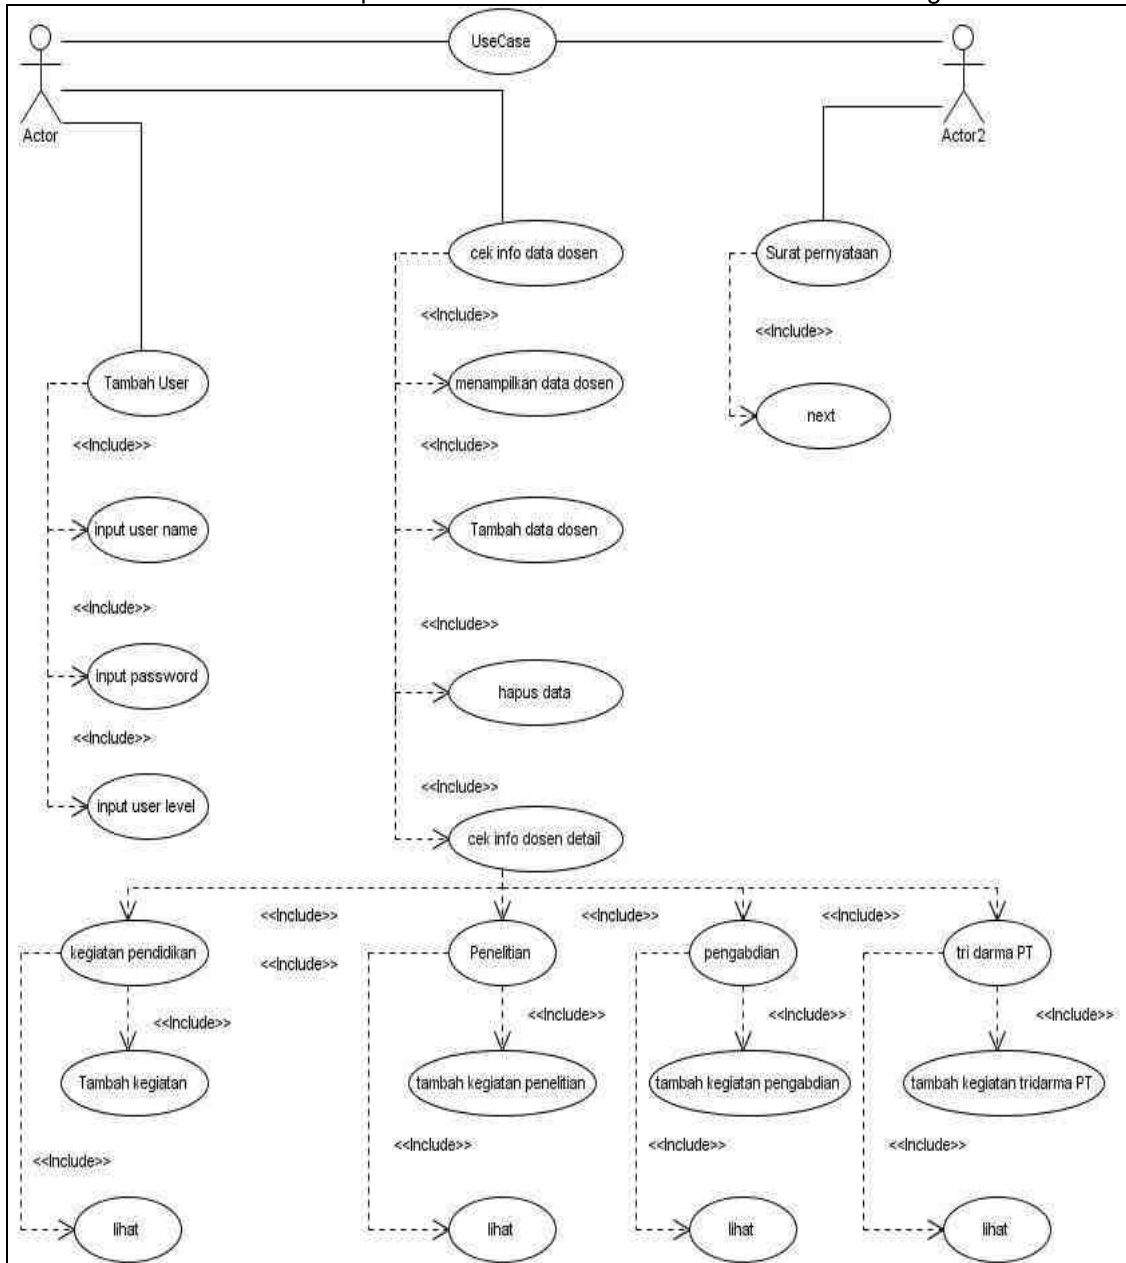 UseCase
Actor
Actor2
cek info data dosen
Surat pernyataan
<<Include>>
<<Include>>
Tambah User
menampilkan data dosen
next
<<Include>>
<<Include>>
input user name
Tambah data dosen
<<Include>>
<<Include>>
input password
hapus data
<<Include>>
<<Include>>
input user level
cek info dosen detail
<<Include>>
<<Include>>
<<Include>>
kegiatan pendidikan
<<Include>>
Penelitian
pengabdian
tri darma PT
<<Include>>
<<Include>>
<<Include>>
<<Include>>
Tambah kegiatan
tambah kegiatan penelitian
tambah kegiatan pengabdian
tambah kegiatan tridarma PT
<<Include>>
<<Include>>
<<Include>>
<<Include>>
lihat
lihat
lihat
lihat